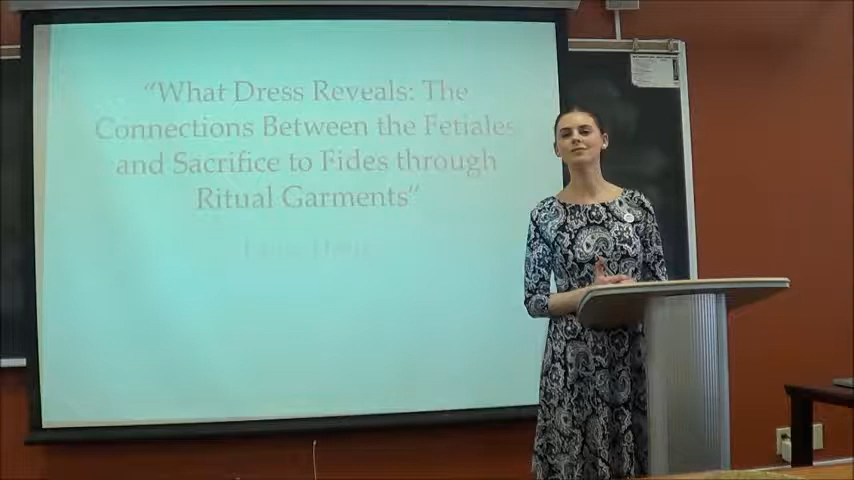 “What Dress Reveals: The
Connections Between the Fetiales
and Sacrifice to Fides through
Ritual Garments”